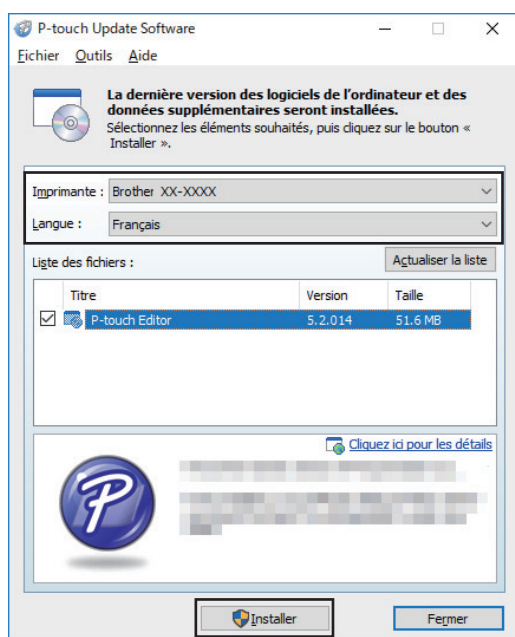 P-touch Update Software
Fichier Outils Aide
La dernière version des logiciels de l'ordinateur et des
données supplémentaires seront installées.
Sélectionnez les éléments souhaités, puis cliquez sur le bouton «
Installer ».
Imprimante : Brother XX-XXXX
Langue : Français
Liste des fichiers : Actualiser la liste
Titre Version Taille
P-touch Editor 5.2.014 51.6 MB
Cliquez ici pour les détails
P
Installer Fermer